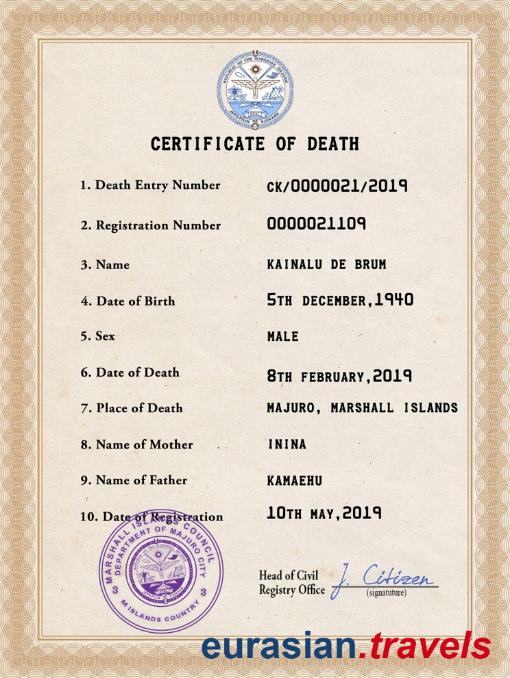 CERTIFICATE OF DEATH
1. Death Entry Number CK/0000021/2019
2. Registration Number 0000021109
3. Name KAINALU DE BRUM
4. Date of Birth 5TH DECEMBER,1940
5. Sex MALE
6. Date of Death 8TH FEBRUARY,2019
7. Place of Death MAJURO, MARSHALL ISLANDS
8. Name of Mother ININA
9. Name of Father KAMAEHU
10. Date of Registration 10TH MAY,2019
MARSHALL ISLANDS COUNCIL
DEPARTMENT OF MAJURO CITY
3 3
M ISLANDS COUNTRY
Head of Civil
Registry Office J. Citizen
(signatuture)
eurasian.travels